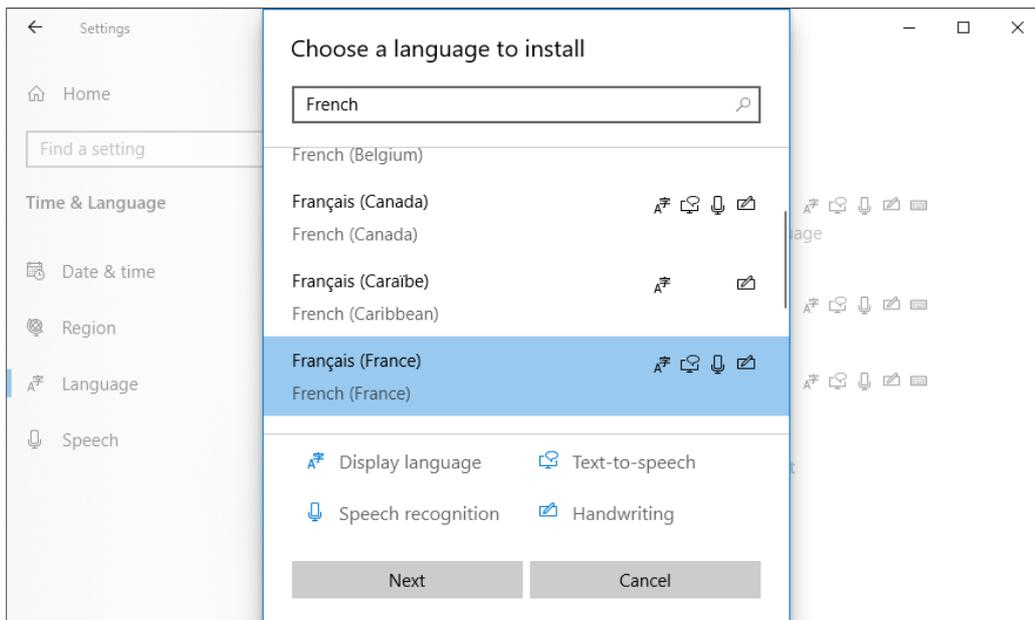 Settings
Home
Find a setting
Time & Language
Date & time
Region
Language
Speech
Choose a language to install
French
French (Belgium)
Français (Canada)
French (Canada)
Français (Caraïbe)
French (Caribbean)
Français (France)
French (France)
Display language
Text-to-speech
Speech recognition
Handwriting
Next
Cancel